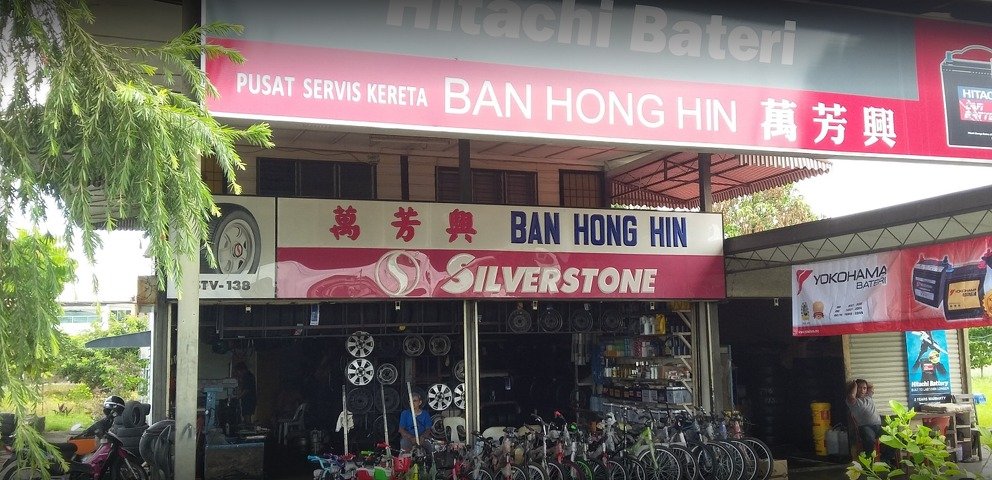 Hitachi Bateri
PUSAT SERVIS KERETA BAN HONG HIN 萬芳興
HITAC
萬芳興 BAN HONG HIN
STV-138 SILVERSTONE
YOKOHAMA
BATERI
Hitachi Battery